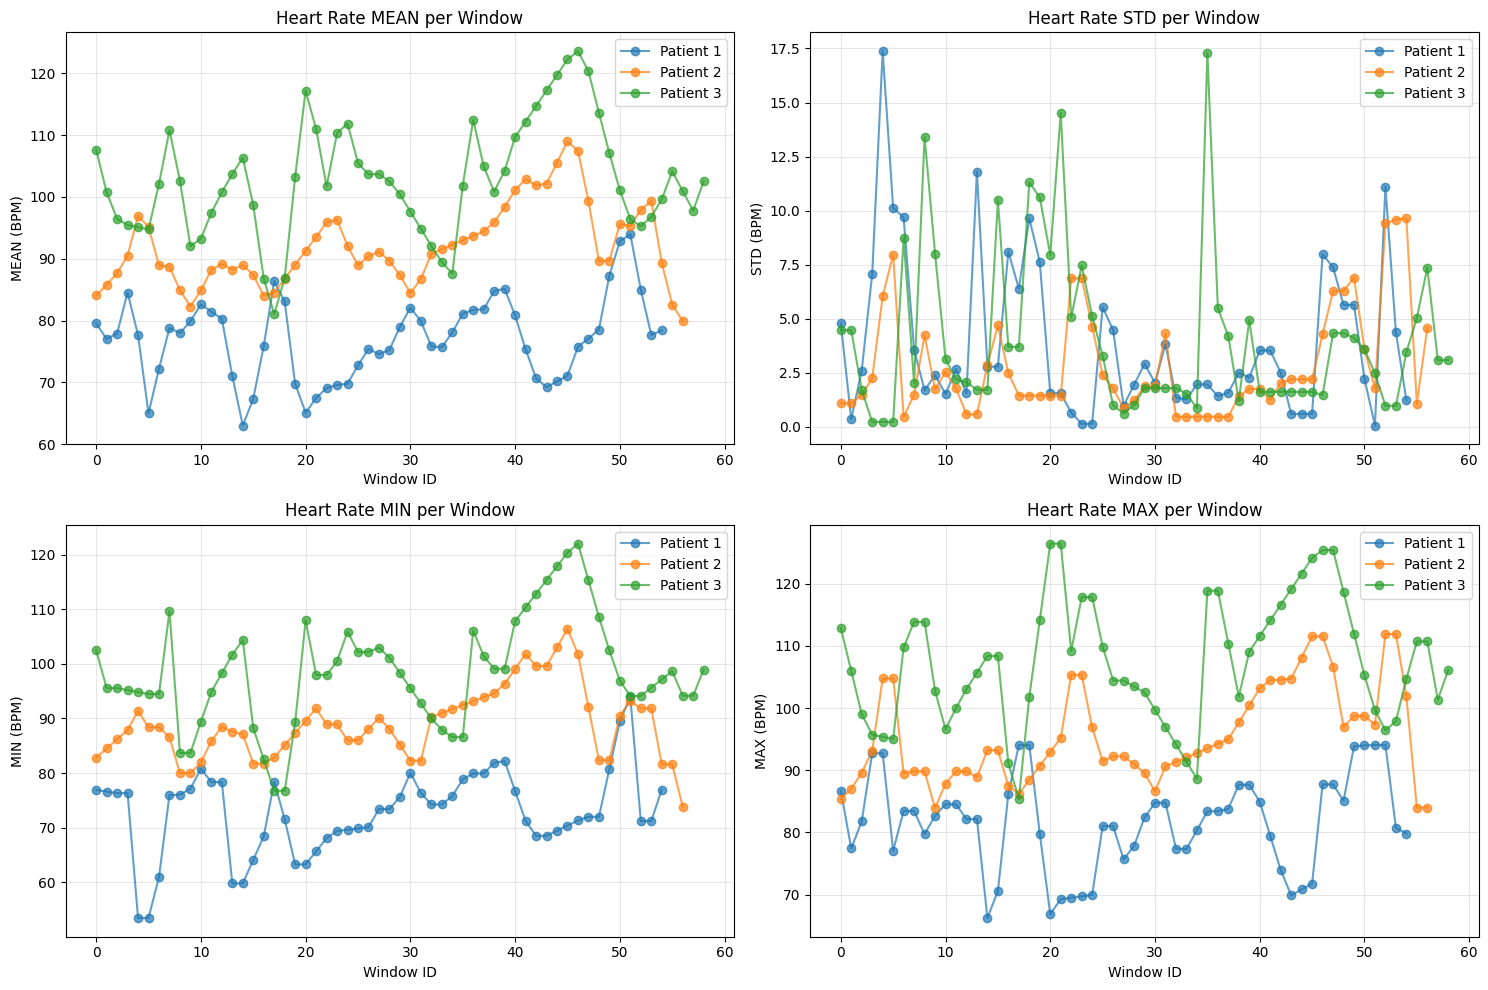 Heart Rate MEAN per Window
MEAN (BPM)
120
110
100
90
80
70
60
Patient 1
Patient 2
Patient 3
0 10 20 30 40 50 60
Window ID
Heart Rate STD per Window
STD (BPM)
17.5
15.0
12.5
10.0
7.5
5.0
2.5
0.0
Patient 1
Patient 2
Patient 3
0 10 20 30 40 50 60
Window ID
Heart Rate MIN per Window
MIN (BPM)
120
110
100
90
80
70
60
Patient 1
Patient 2
Patient 3
0 10 20 30 40 50 60
Window ID
Heart Rate MAX per Window
MAX (BPM)
120
110
100
90
80
70
Patient 1
Patient 2
Patient 3
0 10 20 30 40 50 60
Window ID